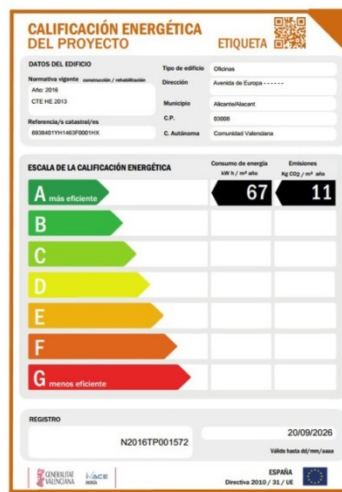 CALIFICACIÓN ENERGÉTICA
DEL PROYECTO
ETIQUETA
DATOS DEL EDIFICIO
Normativa vigente construcción / rehabilitación
Año: 2016
CTE HE 2013
Referencia/s catastral/es
6938401YH1463F0001HX
Tipo de edificio Oficinas
Dirección Avenida de Europa - - - - - -
Municipio Alicante/Alacant
C.P. 03008
C. Autónoma Comunidad Valenciana
ESCALA DE LA CALIFICACIÓN ENERGÉTICA
Consumo de energía
kW h / m² año
Emisiones
Kg CO2 / m² año
A más eficiente 67 11
B
C
D
E
F
G menos eficiente
REGISTRO
N2016TP001572
20/09/2026
Válido hasta dd/mm/aaaa
GENERALITAT
VALENCIANA
IVACE
ESPAÑA
Directiva 2010 / 31 / UE